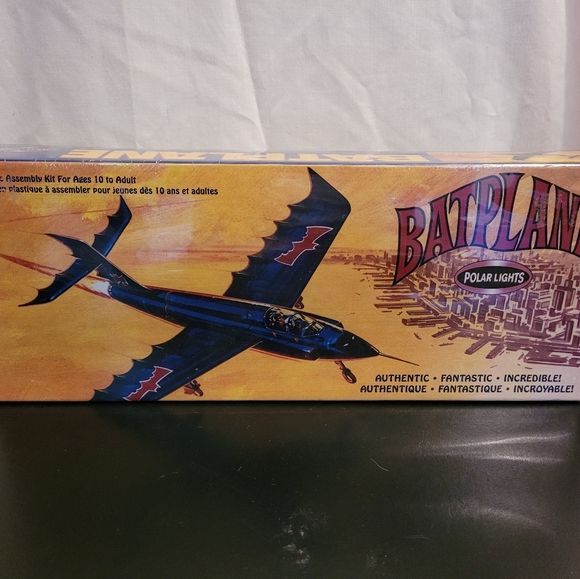 BATPLANE
Assembly Kit For Ages 10 to Adult
plastique à assembler pour jeunes dès 10 ans et adultes
BATPLAN
POLAR LIGHTS
AUTHENTIC • FANTASTIC • INCREDIBLE!
AUTHENTIQUE • FANTASTIQUE • INCROYABLE!